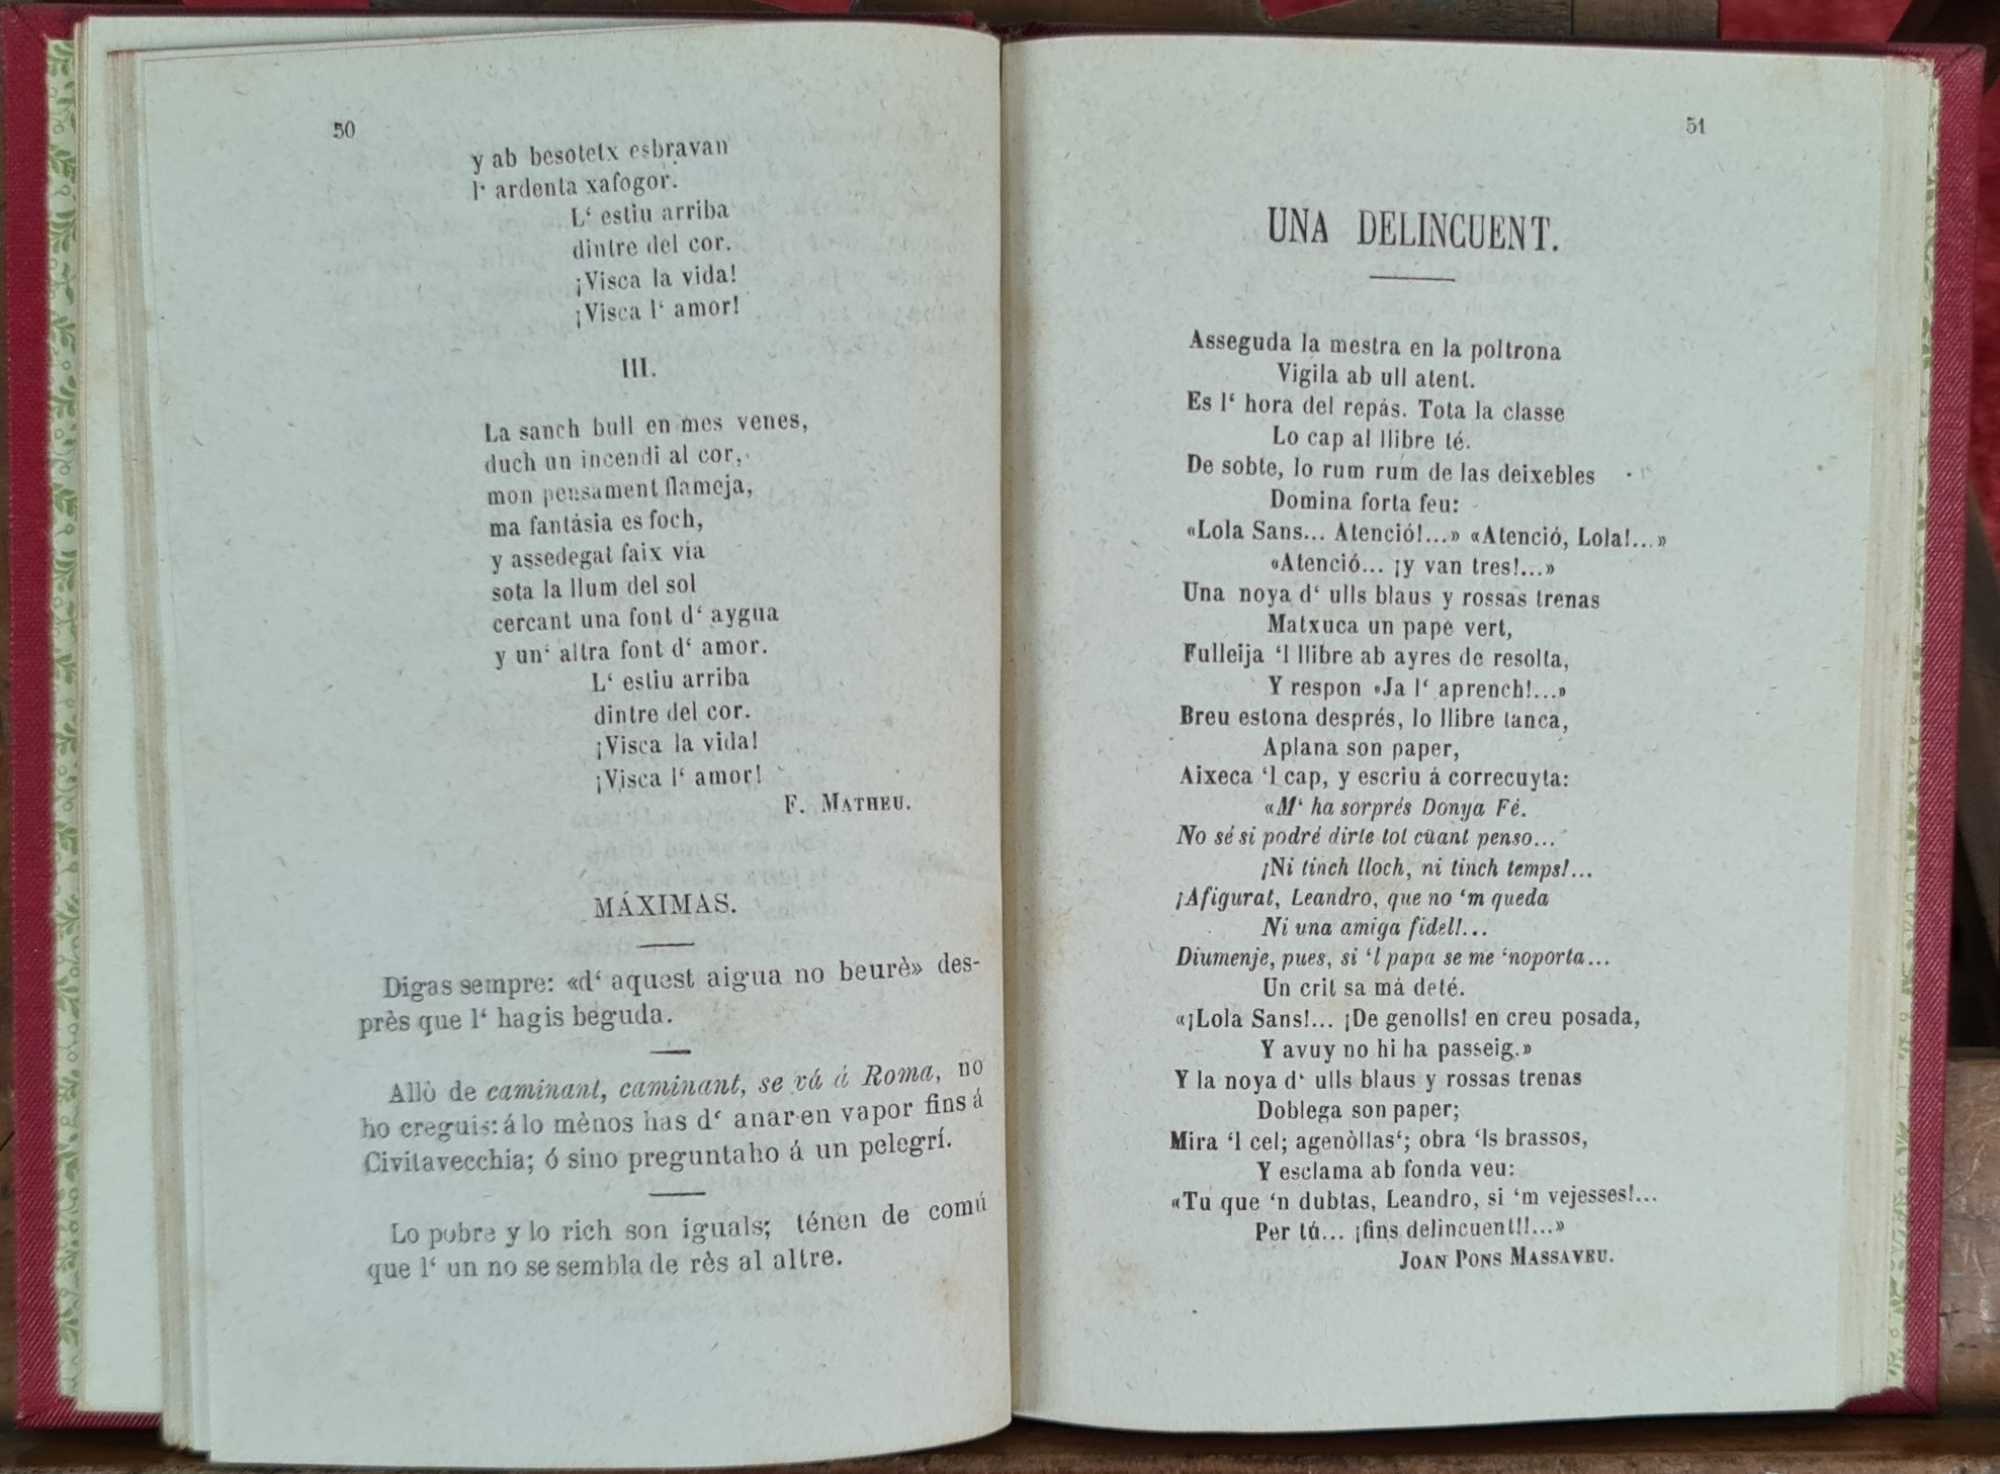 50
y ab besotetx esbravan
l‘ ardenta xafogor.
L‘ estiu arriba
dintre del cor.
¡Visca la vida!
¡Visca l‘ amor!
III.
La sanch bull en mes venes,
duch un incendi al cor,
mon pensament flameja,
ma fantásia es foch,
y assedegat faix via
sota la llum del sol
cercant una font d‘ aygua
y un‘ altra font d‘ amor.
L‘ estiu arriba
dintre del cor.
¡Visca la vida!
¡Visca l‘ amor!
F. MATHEU.
MÁXIMAS.
Digas sempre: «d‘ aquest aigua no beurè» des-
près que l‘ hagis beguda.
Allò de caminant, caminant, se vá á Roma, no
ho creguis: á lo mènos has d‘ anar en vapor fins á
Civitavecchia; ó sino preguntaho á un pelegrí.
Lo pobre y lo rich son iguals; ténen de comú
que l‘ un no se sembla de rès al altre.
51
UNA DELINCUENT.
Asseguda la mestra en la poltrona
Vigila ab ull atent.
Es l‘ hora del repás. Tota la classe
Lo cap al llibre té.
De sobte, lo rum rum de las deixebles
Domina forta feu:
«Lola Sans... Atenció!...» «Atenció, Lola!...»
«Atenció... ¡y van tres!...»
Una noya d‘ ulls blaus y rossas trenas
Matxuca un pape vert,
Fulleija ‘l llibre ab ayres de resolta,
Y respon «Ja l‘ aprench!...»
Breu estona després, lo llibre tanca,
Aplana son paper,
Aixeca ‘l cap, y escriu á correcuyta:
«M‘ ha sorprés Donya Fé.
No sé si podré dirte tot cuant penso...
¡Ni tinch lloch, ni tinch temps!...
¡Afigurat, Leandro, que no ‘m queda
Ni una amiga fidel!...
Diumenje, pues, si ‘l papa se me ‘noporta...
Un crit sa má deté.
«¡Lola Sans!... ¡De genolls! en creu posada,
Y avuy no hi ha passeig.»
Y la noya d‘ ulls blaus y rossas trenas
Doblega son paper;
Mira ‘l cel; agenòllas‘; obra ‘ls brassos,
Y esclama ab fonda veu:
«Tu que ‘n dubtas, Leandro, si ‘m vejesses!...
Per tú... ¡fins delincuent!!...»
JOAN PONS MASSAVEU.